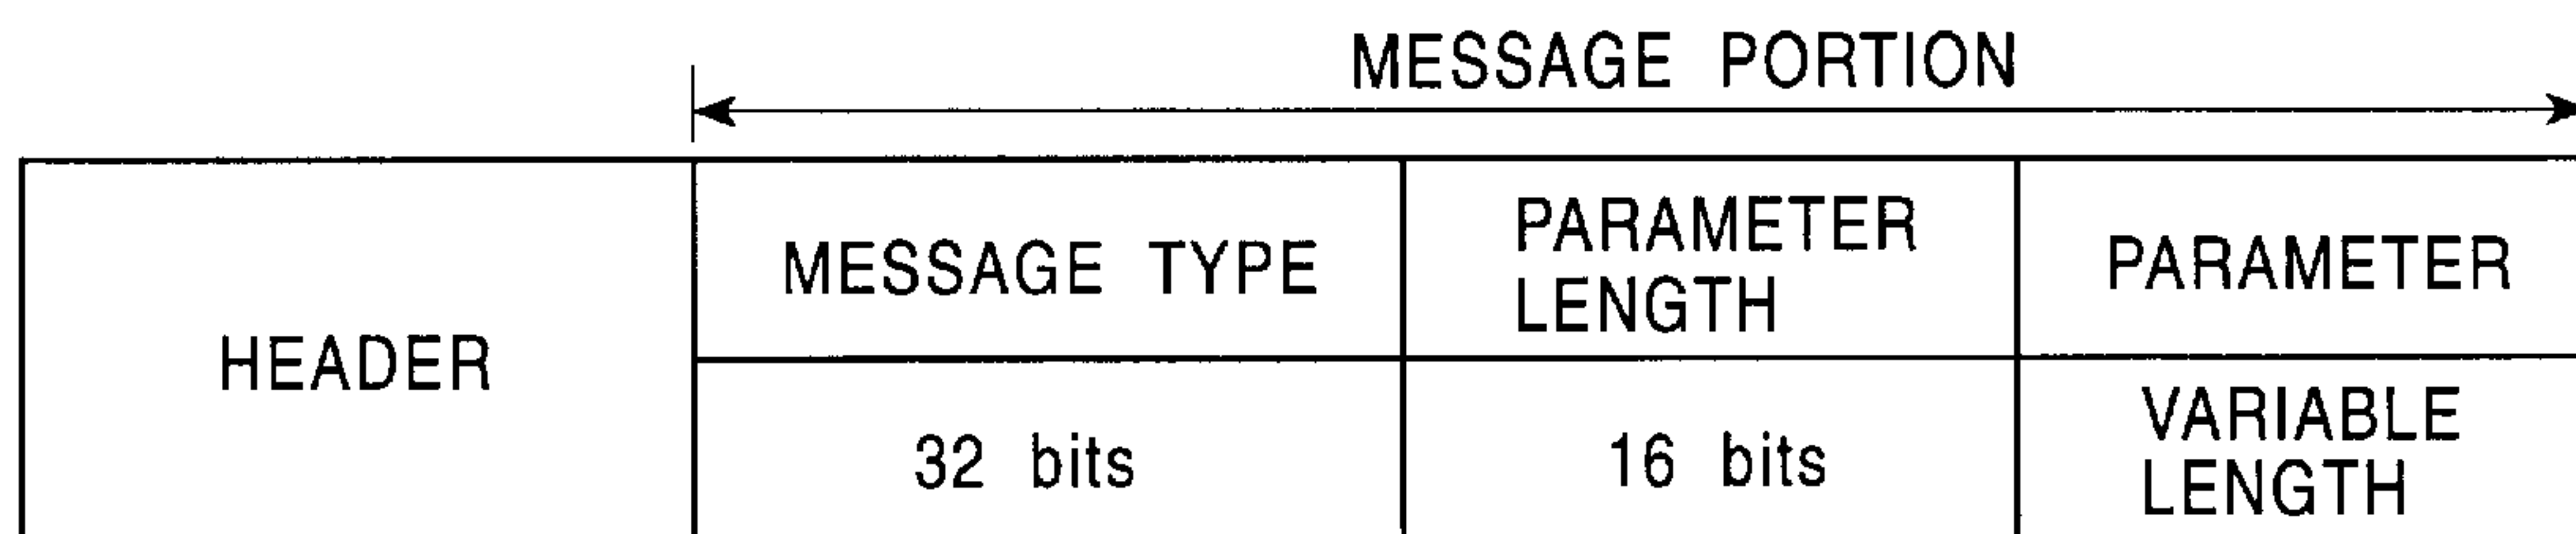 MESSAGE PORTION
HEADER
MESSAGE TYPE
PARAMETER
LENGTH
PARAMETER
32 bits
16 bits
VARIABLE
LENGTH